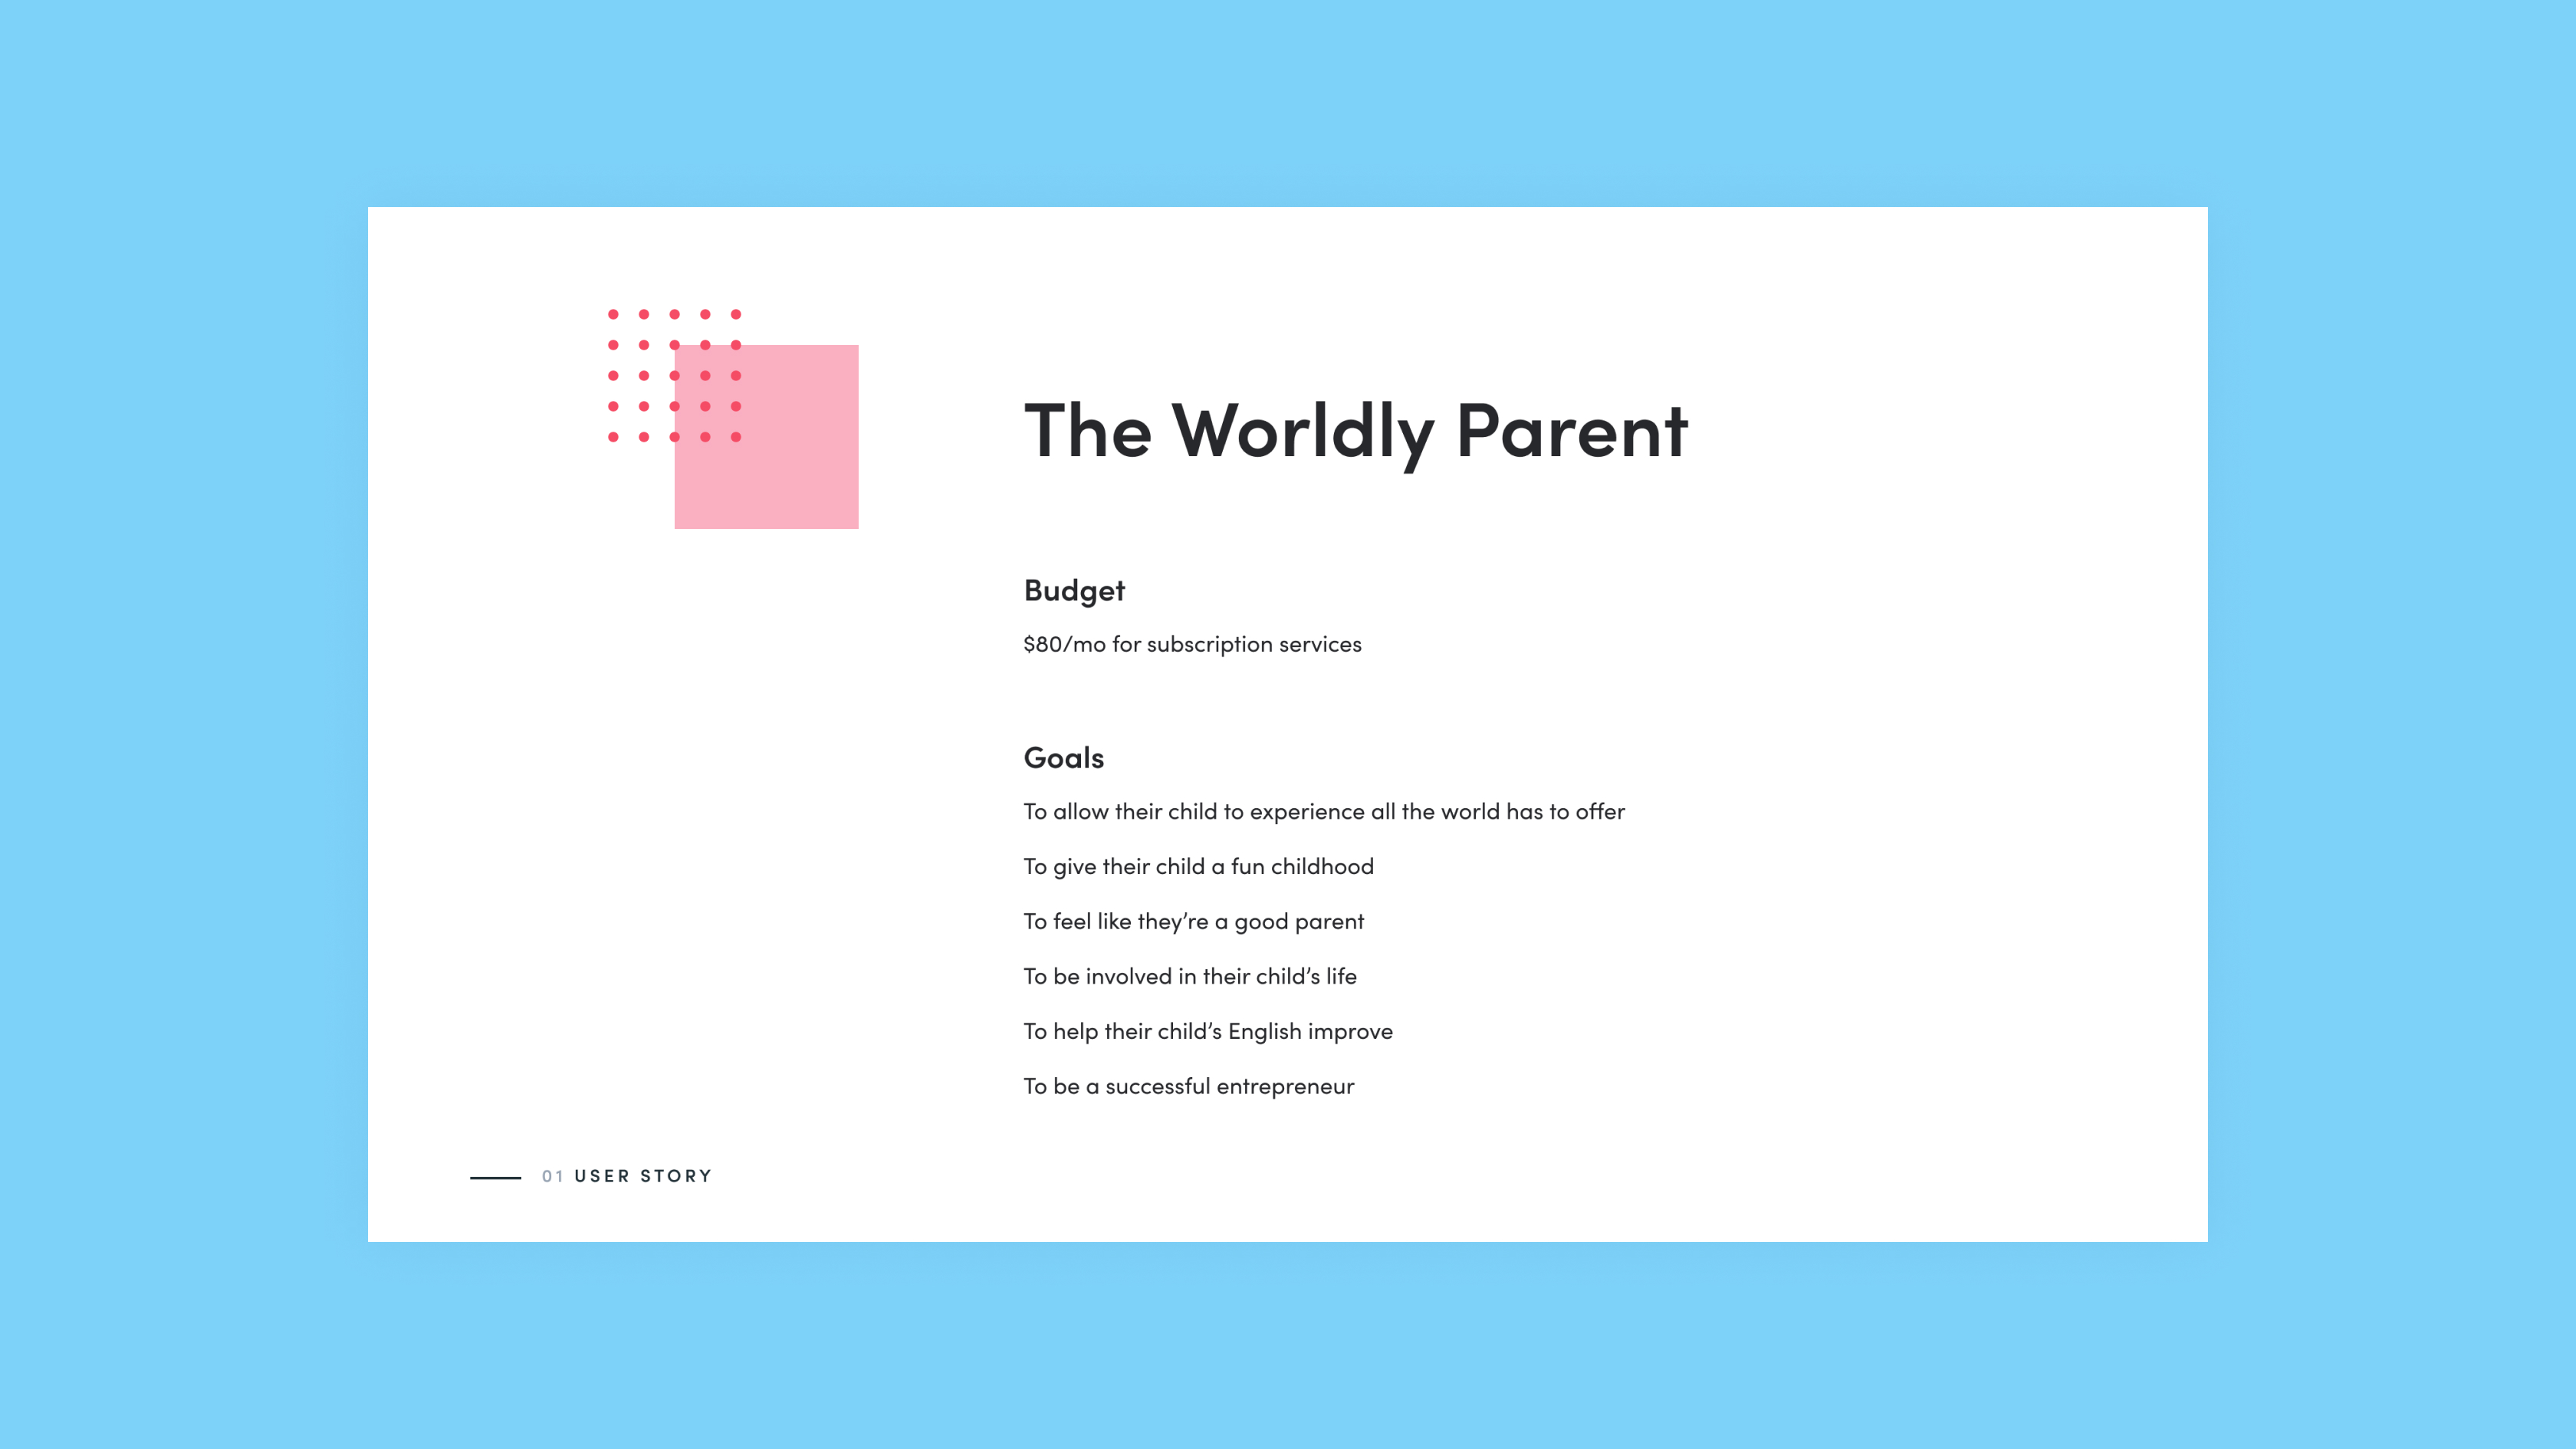 The Worldly Parent
Budget
$80/mo for subscription services
Goals
To allow their child to experience all the world has to offer
To give their child a fun childhood
To feel like they’re a good parent
To be involved in their child’s life
To help their child’s English improve
To be a successful entrepreneur
01 USER STORY